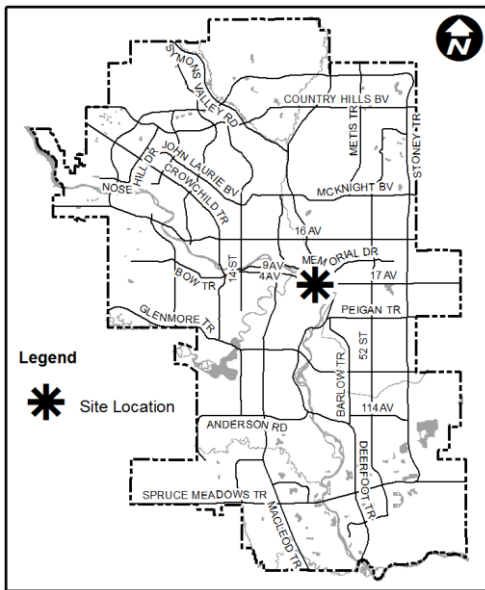 N
SYMONS VALLEY RD
COUNTRY HILLS BV
METIS TR
STONEY TR
JOHN LAURIE BV
CROWCHILD TR
NOSE HILL DR
MCKNIGHT BV
16 AV
MEMORIAL DR
9 AV
4 AV
17 AV
14 ST
BOW TR
PEIGAN TR
GLENMORE TR
52 ST
BARLOW TR
Legend
Site Location
114 AV
ANDERSON RD
DEERFOOT TR
SPRUCE MEADOWS TR
MACLEOD TR